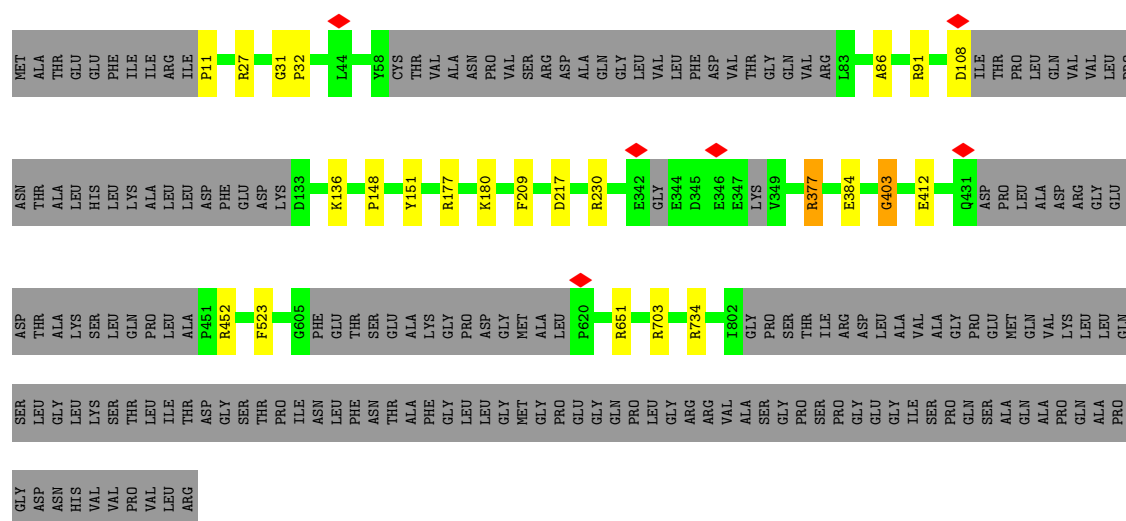 MET ALA THR GLU GLU PHE ILE ILE ARG ILE P11 R27 G31 P32 L44 Y58 CYS THR VAL ALA ASN PRO VAL SER ARG ASP ALA GLN GLY LEU VAL LEU PHE ASP VAL THR GLY GLN VAL ARG L83 A86 R91 D108 ILE THR PRO LEU GLN VAL VAL LEU PRO
ASN THR ALA LEU HIS LEU LYS ALA LEU LEU ASP PHE GLU ASP LYS D133 K136 P148 Y151 R177 K180 F209 D217 R230 E342 GLY E344 D345 E346 E347 LYS V349 R377 E384 G403 E412 Q431 ASP PRO LEU ALA ASP ARG GLY GLU
ASP THR ALA LYS SER LEU GLN PRO LEU ALA P451 R452 F523 G605 PHE GLU THR SER GLU ALA LYS GLY PRO ASP GLY MET ALA LEU P620 R651 R703 R734 I802 GLY PRO SER THR ILE ARG ASP LEU ALA VAL ALA GLY PRO GLU MET GLN VAL LYS LEU LEU GLN
SER LEU GLY LEU LYS SER THR LEU ILE THR ASP GLY SER THR PRO ILE ASN LEU PHE ASN THR ALA PHE GLY LEU LEU GLY MET GLY PRO GLU GLY GLN PRO LEU GLY ARG ARG VAL ALA SER GLY PRO SER PRO GLY GLU GLY ILE SER PRO GLN SER ALA GLN ALA PRO GLN ALA PRO
GLY ASP ASN HIS VAL VAL PRO VAL LEU ARG